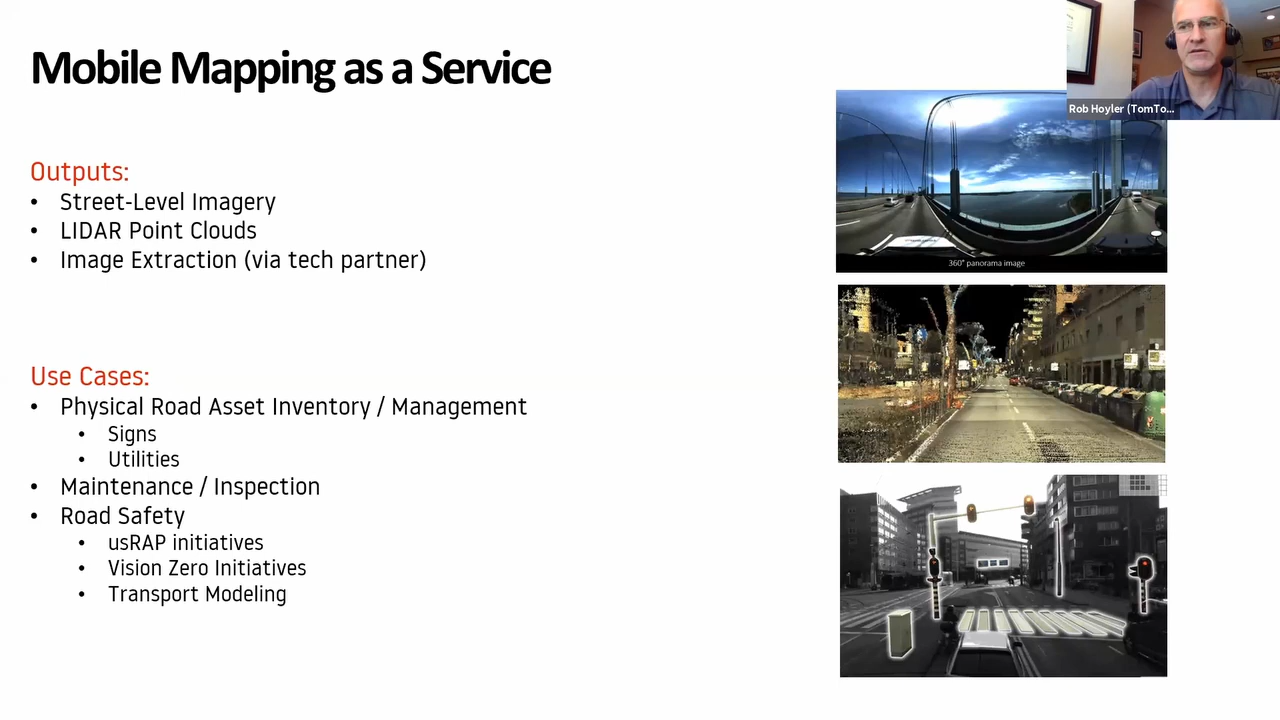 Mobile Mapping as a Service
Rob Hoyler (TomTo...
Outputs:
• Street-Level Imagery
• LIDAR Point Clouds
• Image Extraction (via tech partner)
360° panorama image
Use Cases:
• Physical Road Asset Inventory / Management
• Signs
• Utilities
• Maintenance / Inspection
• Road Safety
• usRAP initiatives
• Vision Zero Initiatives
• Transport Modeling